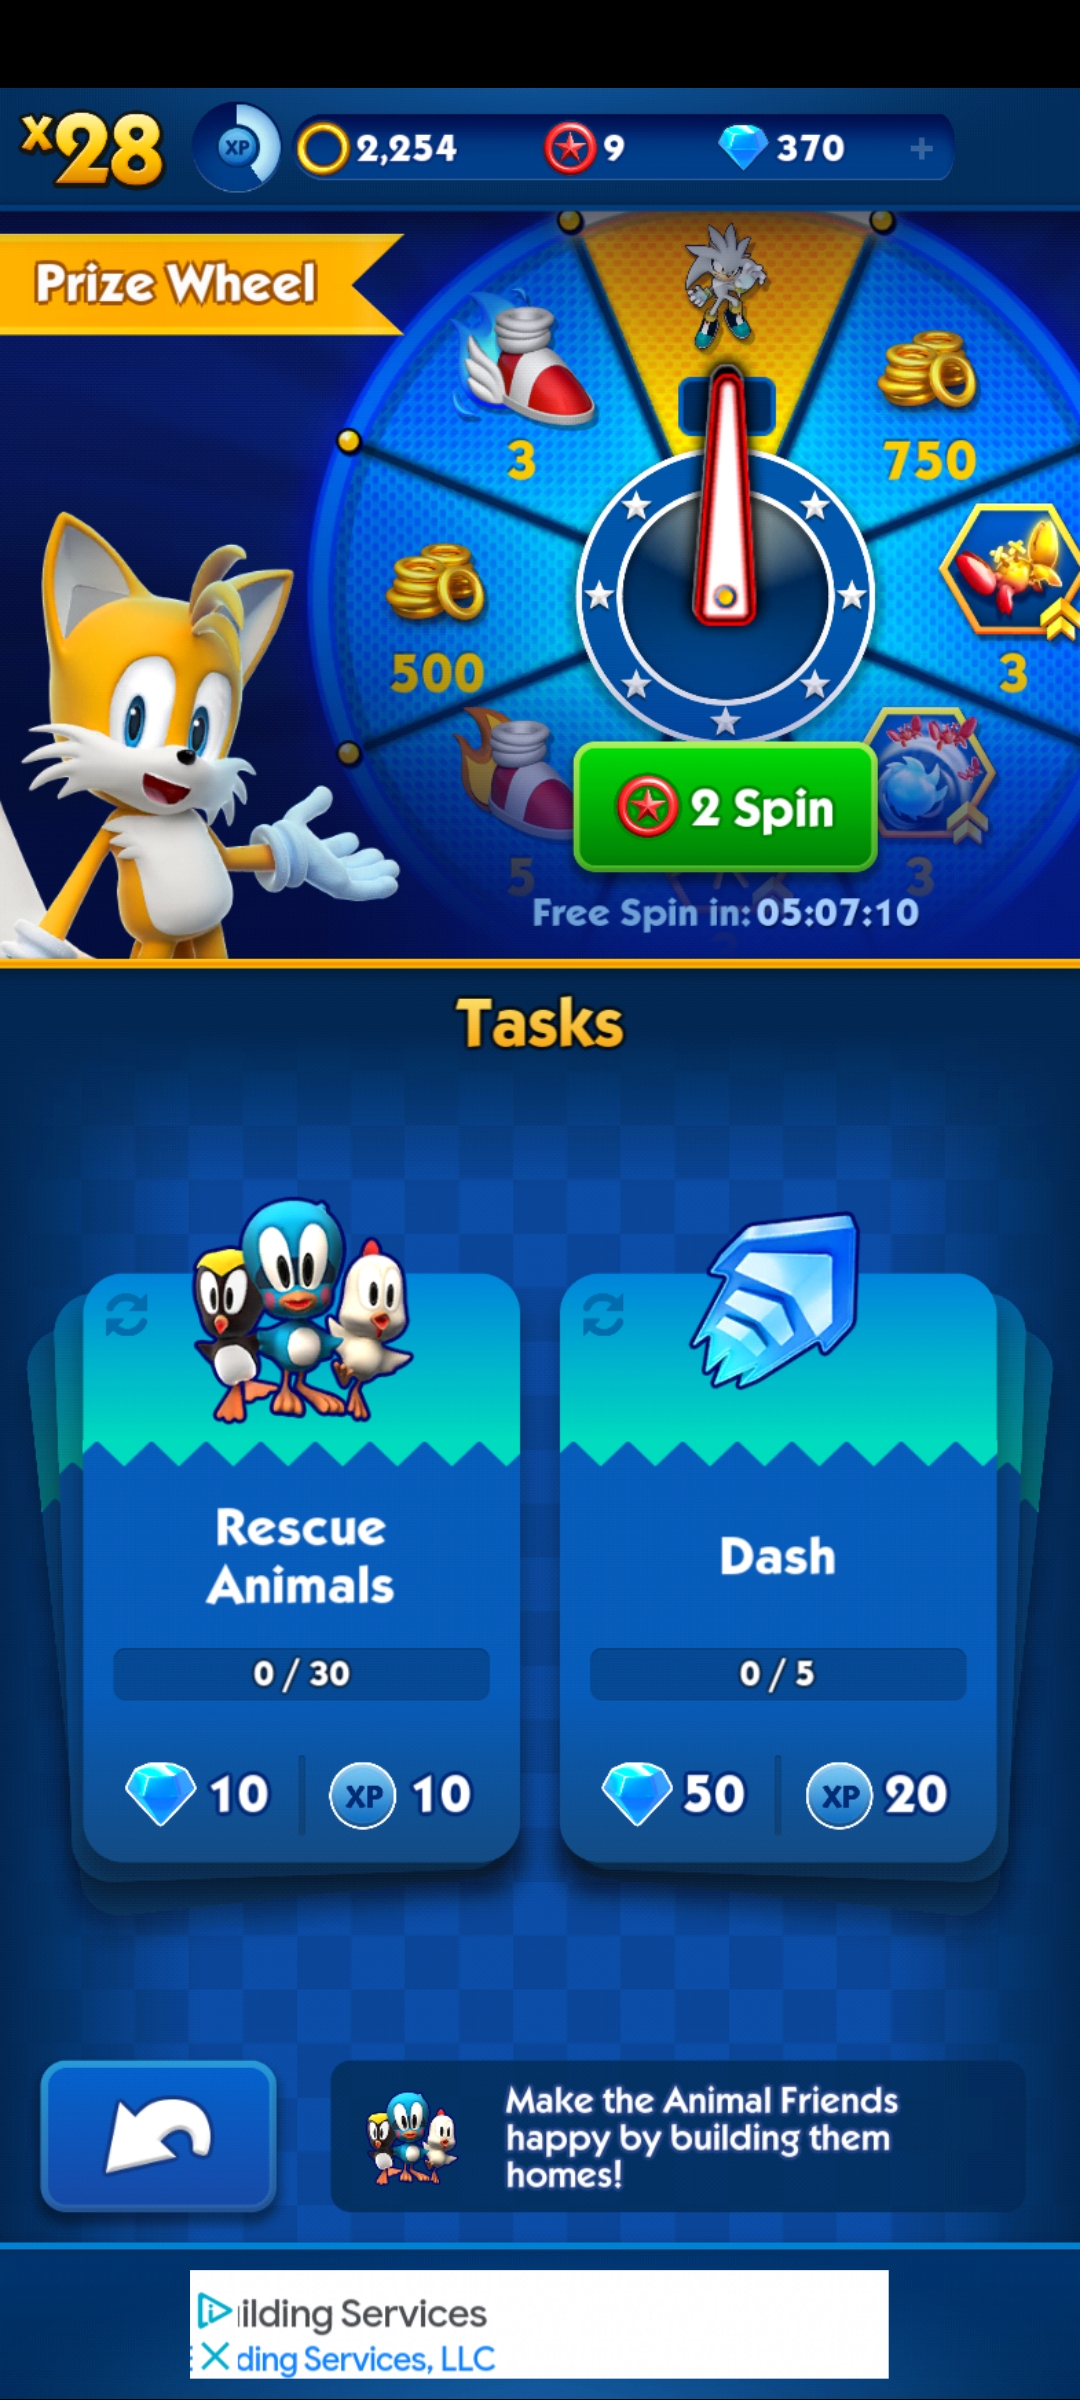 x28
XP
2,254
9
370
+
Prize Wheel
3
750
500
3
5
3
2 Spin
Free Spin in: 05:07:10
Tasks
Rescue
Animals
0 / 30
10
XP
10
Dash
0 / 5
50
XP
20
Make the Animal Friends
happy by building them
homes!
ilding Services
ding Services, LLC